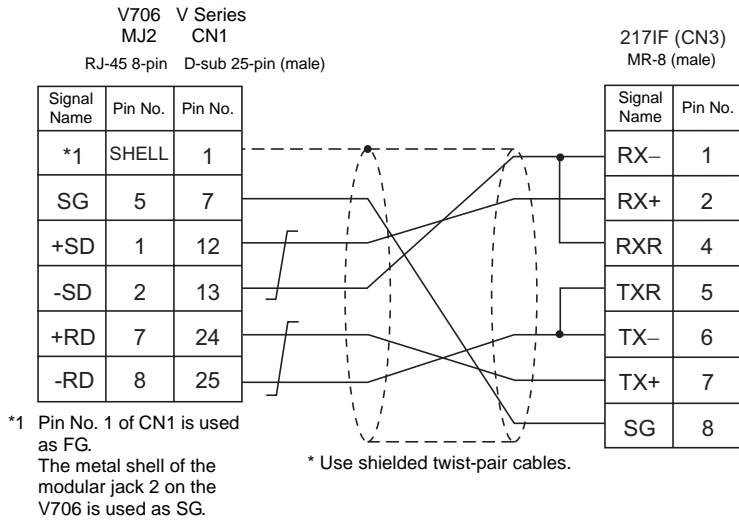 V706 V Series
MJ2 CN1
RJ-45 8-pin D-sub 25-pin (male)
217IF (CN3)
MR-8 (male)
Signal Name Pin No. Pin No.
*1 SHELL 1
SG 5 7
+SD 1 12
-SD 2 13
+RD 7 24
-RD 8 25
Signal Name Pin No.
RX– 1
RX+ 2
RXR 4
TXR 5
TX– 6
TX+ 7
SG 8
*1 Pin No. 1 of CN1 is used
as FG.
The metal shell of the
modular jack 2 on the
V706 is used as SG.
* Use shielded twist-pair cables.